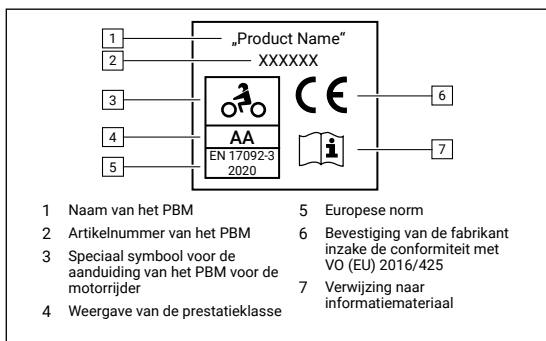 1
„Product Name“
2
XXXXXX
3
CE
6
4
AA
5
EN 17092-3
2020
i
7
1 Naam van het PBM
2 Artikelnummer van het PBM
3 Speciaal symbool voor de
aanduiding van het PBM voor de
motorrijder
4 Weergave van de prestatieklasse
5 Europese norm
6 Bevestiging van de fabrikant
inzake de conformiteit met
VO (EU) 2016/425
7 Verwijzing naar
informatiemateriaal